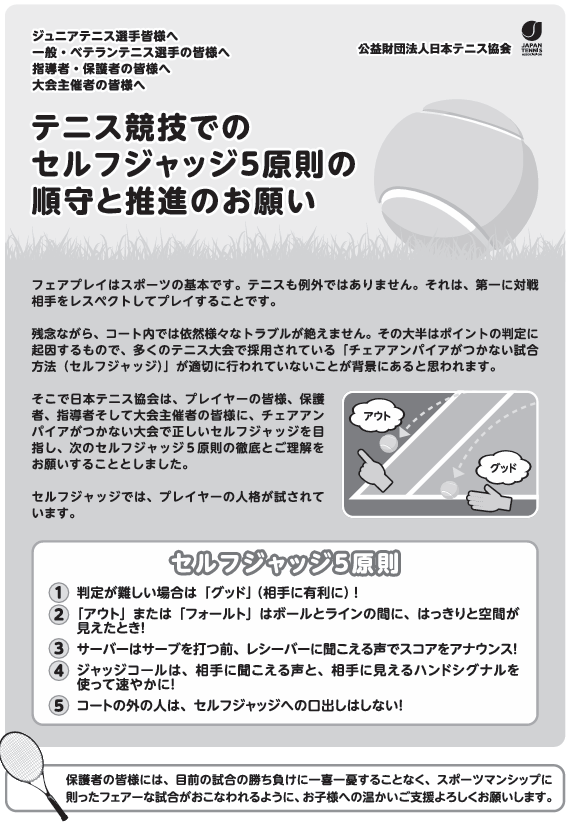 ジュニアテニス選手皆様へ
一般・ベテランテニス選手の皆様へ
指導者・保護者の皆様へ
大会主催者の皆様へ
公益財団法人日本テニス協会
JAPAN
TENNIS
ASSOCIATION
テニス競技での
セルフジャッジ5原則の
順守と推進のお願い
フェアプレイはスポーツの基本です。テニスも例外ではありません。それは、第一に対戦
相手をレスペクトしてプレイすることです。
残念ながら、コート内では依然様々なトラブルが絶えません。その大半はポイントの判定に
起因するもので、多くのテニス大会で採用されている「チェアアンパイアがつかない試合
方法（セルフジャッジ）」が適切に行われていないことが背景にあると思われます。
そこで日本テニス協会は、プレイヤーの皆様、保護
者、指導者そして大会主催者の皆様に、チェアアン
パイアがつかない大会で正しいセルフジャッジを目
指し、次のセルフジャッジ５原則の徹底とご理解を
お願いすることとしました。
セルフジャッジでは、プレイヤーの人格が試されて
います。
アウト
グッド
セルフジャッジ5原則
1 判定が難しい場合は「グッド」（相手に有利に）！
2 「アウト」または「フォールト」はボールとラインの間に、はっきりと空間が
見えたとき!
3 サーバーはサーブを打つ前、レシーバーに聞こえる声でスコアをアナウンス!
4 ジャッジコールは、相手に聞こえる声と、相手に見えるハンドシグナルを
使って速やかに!
5 コートの外の人は、セルフジャッジへの口出しはしない!
保護者の皆様には、目前の試合の勝ち負けに一喜一憂することなく、スポーツマンシップに
則ったフェアーな試合がおこなわれるように、お子様への温かいご支援よろしくお願いします。